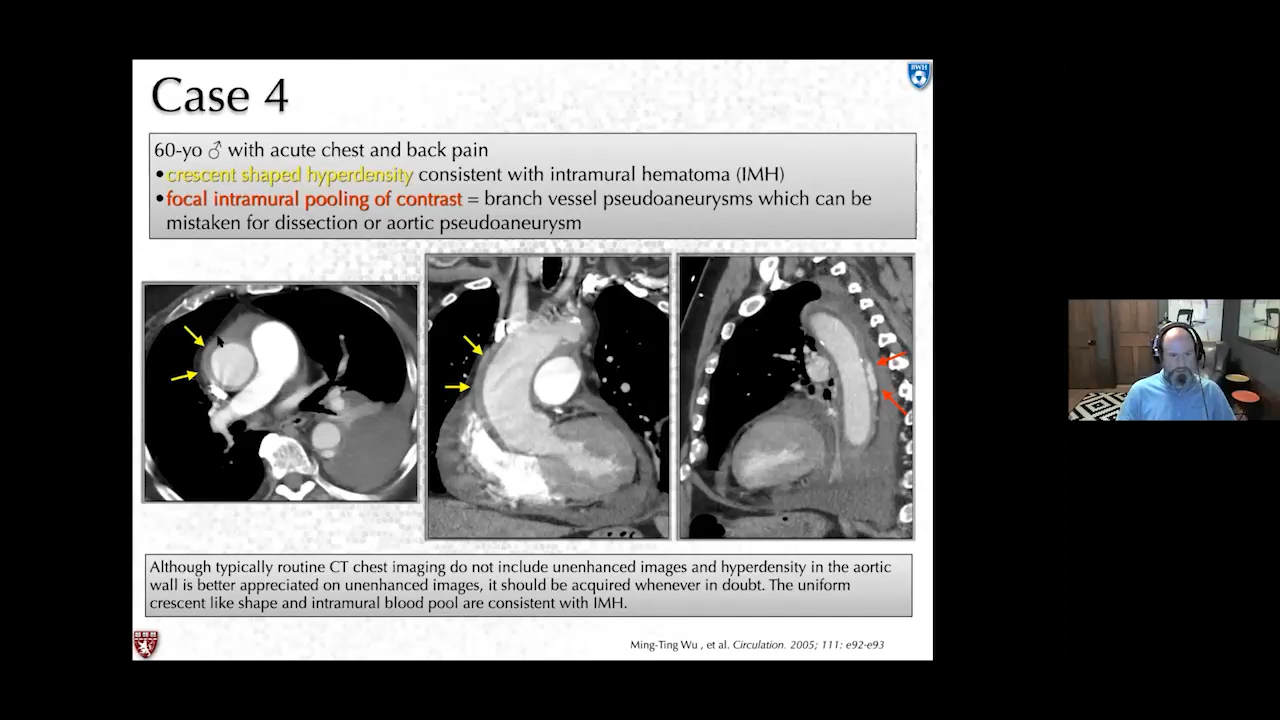 BWH
Case 4
60-yo ♂ with acute chest and back pain
•crescent shaped hyperdensity consistent with intramural hematoma (IMH)
•focal intramural pooling of contrast = branch vessel pseudoaneurysms which can be
mistaken for dissection or aortic pseudoaneurysm
Although typically routine CT chest imaging do not include unenhanced images and hyperdensity in the aortic
wall is better appreciated on unenhanced images, it should be acquired whenever in doubt. The uniform
crescent like shape and intramural blood pool are consistent with IMH.
Ming-Ting Wu , et al. Circulation. 2005; 111: e92-e93